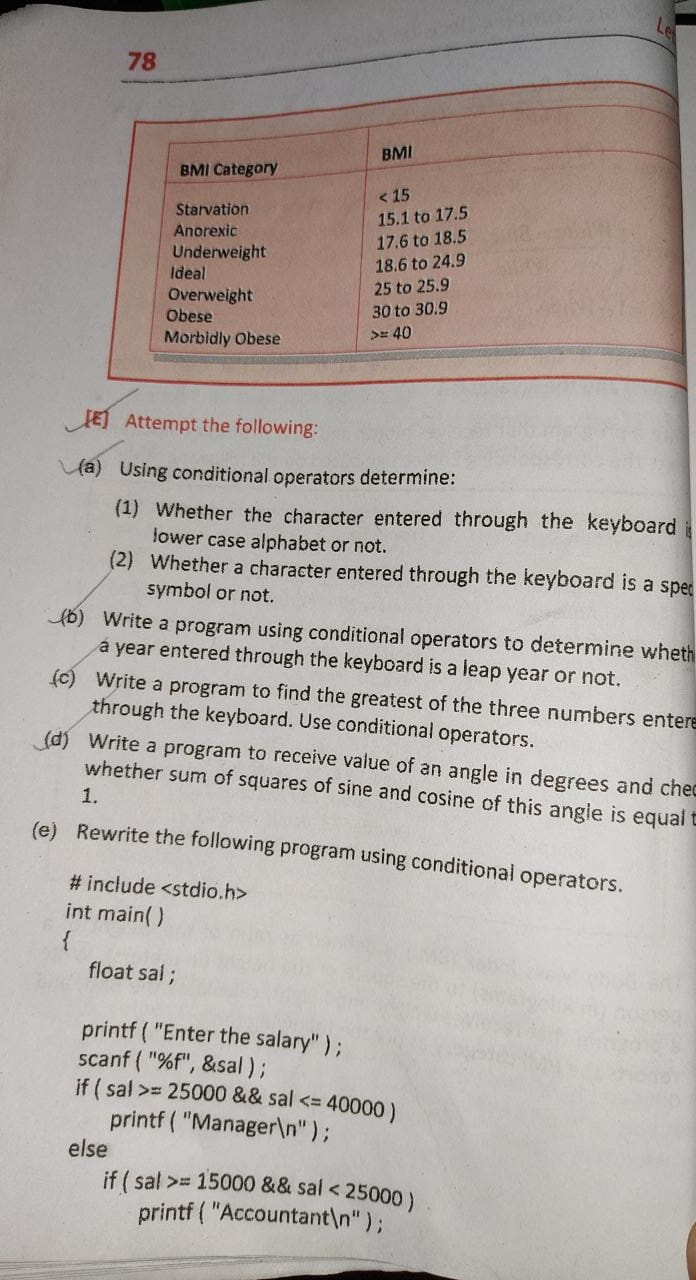 Le
78
BMI Category BMI
Starvation < 15
Anorexic 15.1 to 17.5
Underweight 17.6 to 18.5
Ideal 18.6 to 24.9
Overweight 25 to 25.9
Obese 30 to 30.9
Morbidly Obese >= 40
[E] Attempt the following:
(a) Using conditional operators determine:
(1) Whether the character entered through the keyboard is
lower case alphabet or not.
(2) Whether a character entered through the keyboard is a spec
symbol or not.
(b) Write a program using conditional operators to determine wheth
a year entered through the keyboard is a leap year or not.
(c) Write a program to find the greatest of the three numbers entere
through the keyboard. Use conditional operators.
(d) Write a program to receive value of an angle in degrees and chec
whether sum of squares of sine and cosine of this angle is equal t
1.
(e) Rewrite the following program using conditional operators.
# include <stdio.h>
int main( )
{
float sal ;
printf ( "Enter the salary" ) ;
scanf ( "%f", &sal ) ;
if ( sal >= 25000 && sal <= 40000 )
printf ( "Manager\n" ) ;
else
if ( sal >= 15000 && sal < 25000 )
printf ( "Accountant\n" ) ;